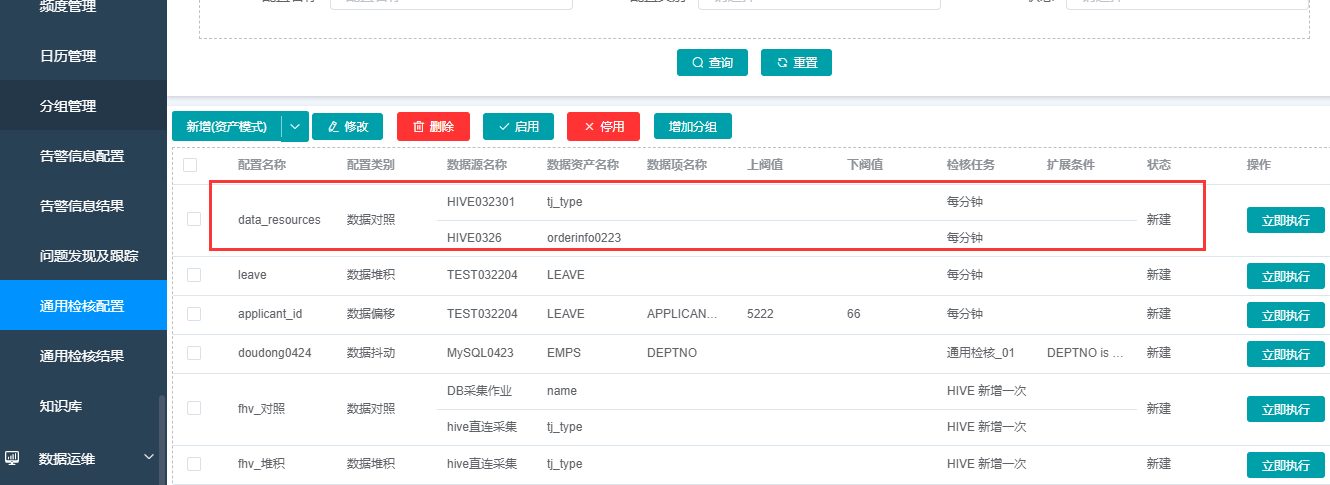 频度管理
日历管理
分组管理
告警信息配置
告警信息结果
问题发现及跟踪
通用检核配置
通用检核结果
知识库
数据运维
查询 重置
新增(资产模式) 修改 删除 启用 停用 增加分组
配置名称 配置类别 数据源名称 数据资产名称 数据项名称 上阀值 下阀值 检核任务 扩展条件 状态 操作
HIVE032301 tj_type 每分钟
data_resources 数据对照 新建 立即执行
HIVE0326 orderinfo0223 每分钟
leave 数据堆积 TEST032204 LEAVE 每分钟 新建 立即执行
applicant_id 数据偏移 TEST032204 LEAVE APPLICAN... 5222 66 每分钟 新建 立即执行
doudong0424 数据抖动 MySQL0423 EMPS DEPTNO 通用检核_01 DEPTNO is ... 新建 立即执行
DB采集作业 name HIVE 新增一次
fhv_对照 数据对照 新建 立即执行
hive直连采集 tj_type HIVE 新增一次
fhv_堆积 数据堆积 hive直连采集 tj_type HIVE 新增一次 新建 立即执行